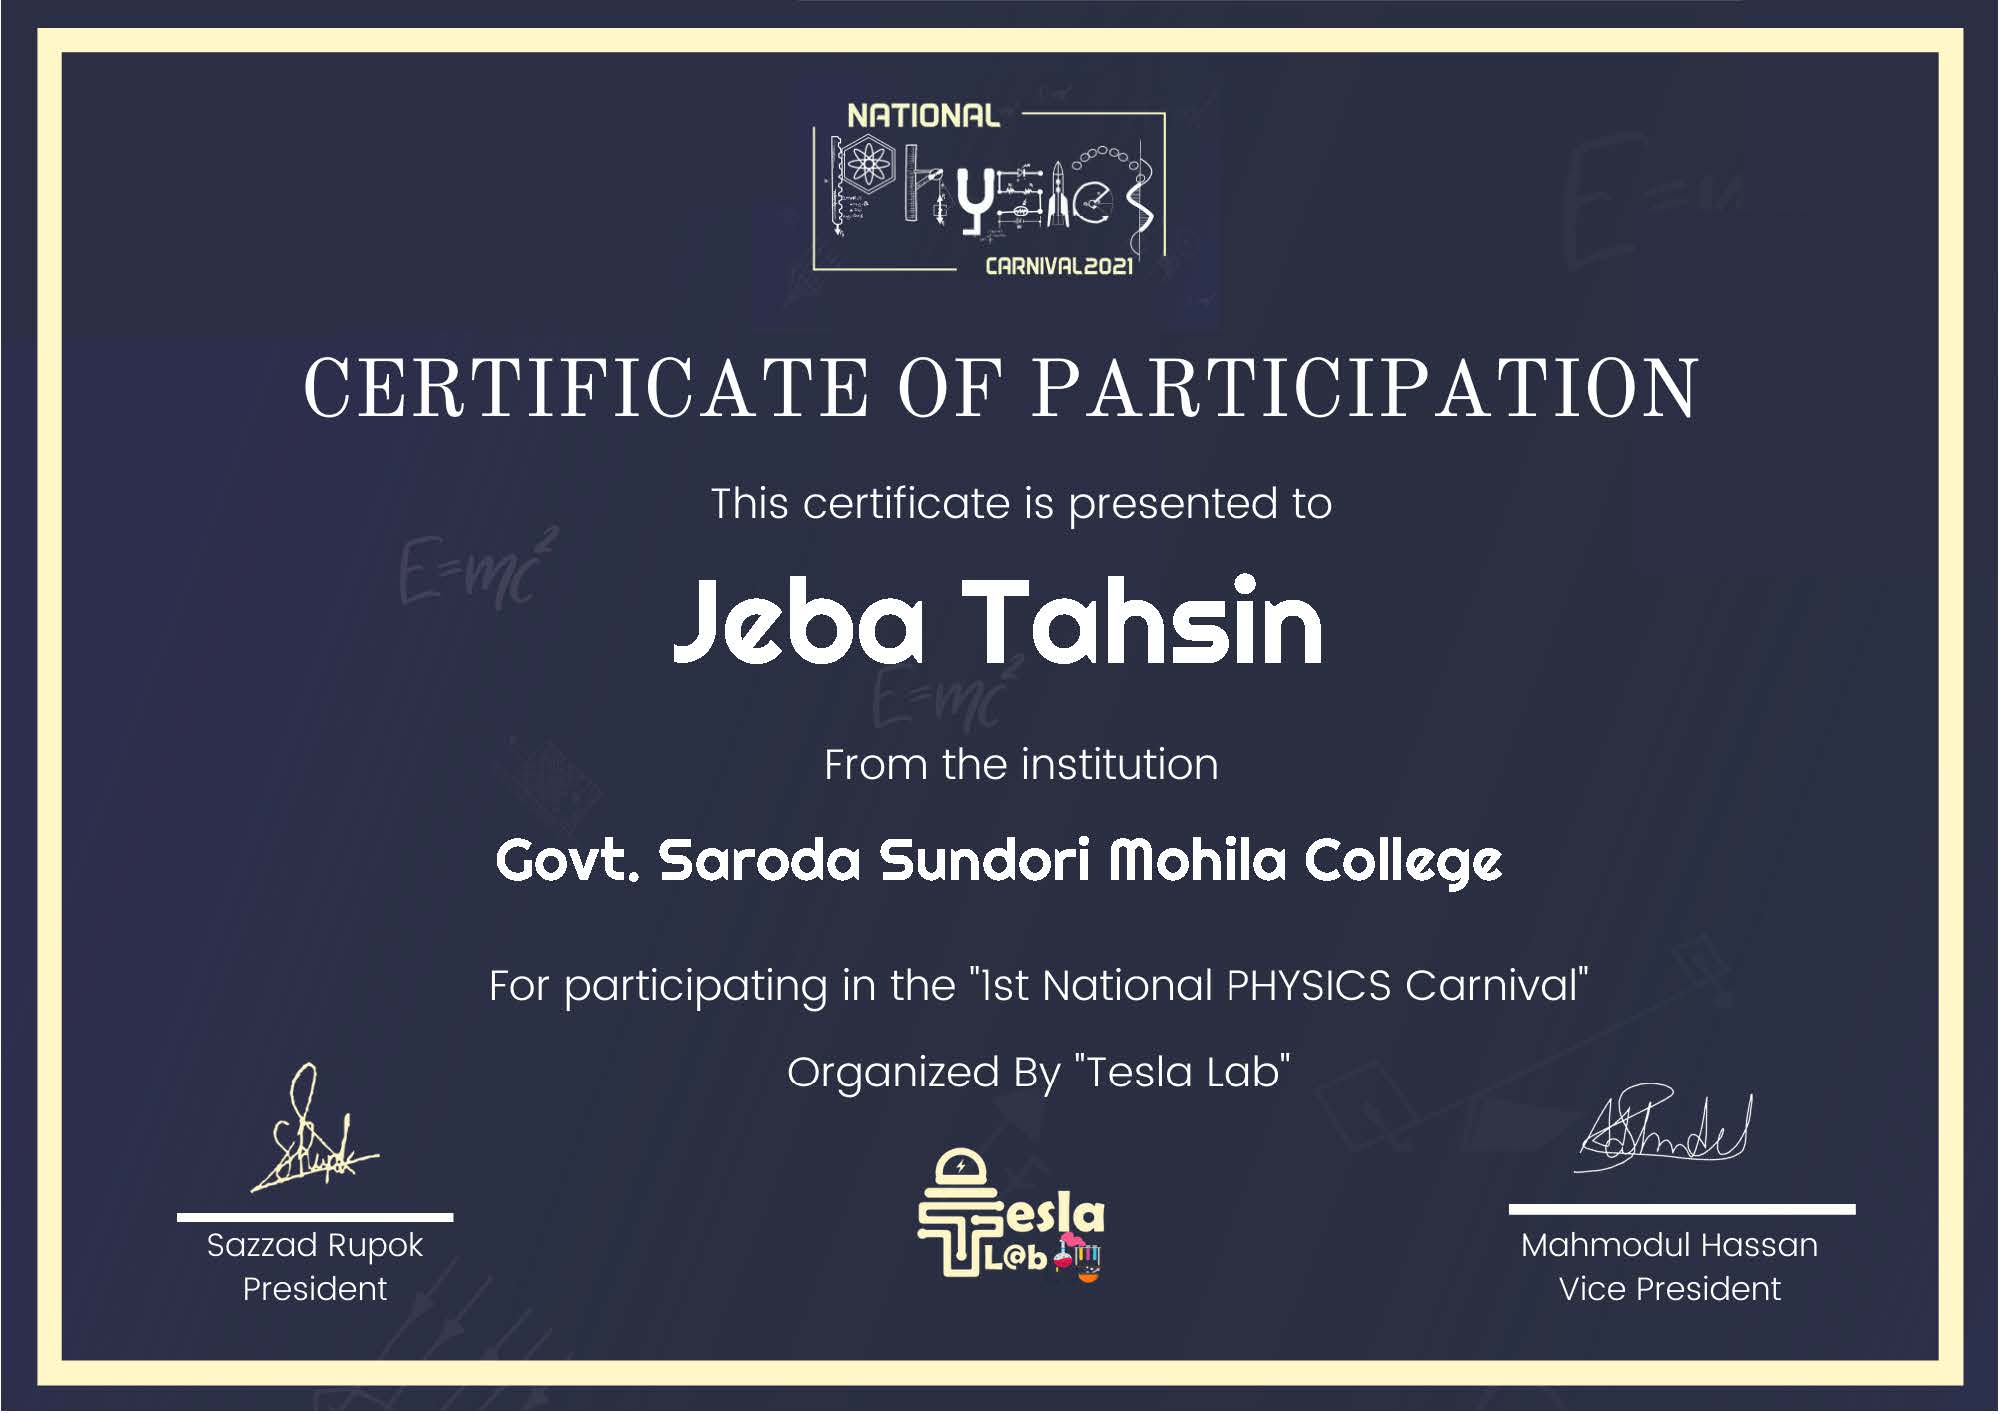 NATIONAL
Physics
CARNIVAL2021
E=m
CERTIFICATE OF PARTICIPATION
This certificate is presented to
E=mc²
Jeba Tahsin
E=mc²
From the institution
Govt. Saroda Sundori Mohila College
For participating in the "1st National PHYSICS Carnival"
Organized By "Tesla Lab"
Tesla
L@b
Sazzad Rupok
President
Mahmodul Hassan
Vice President